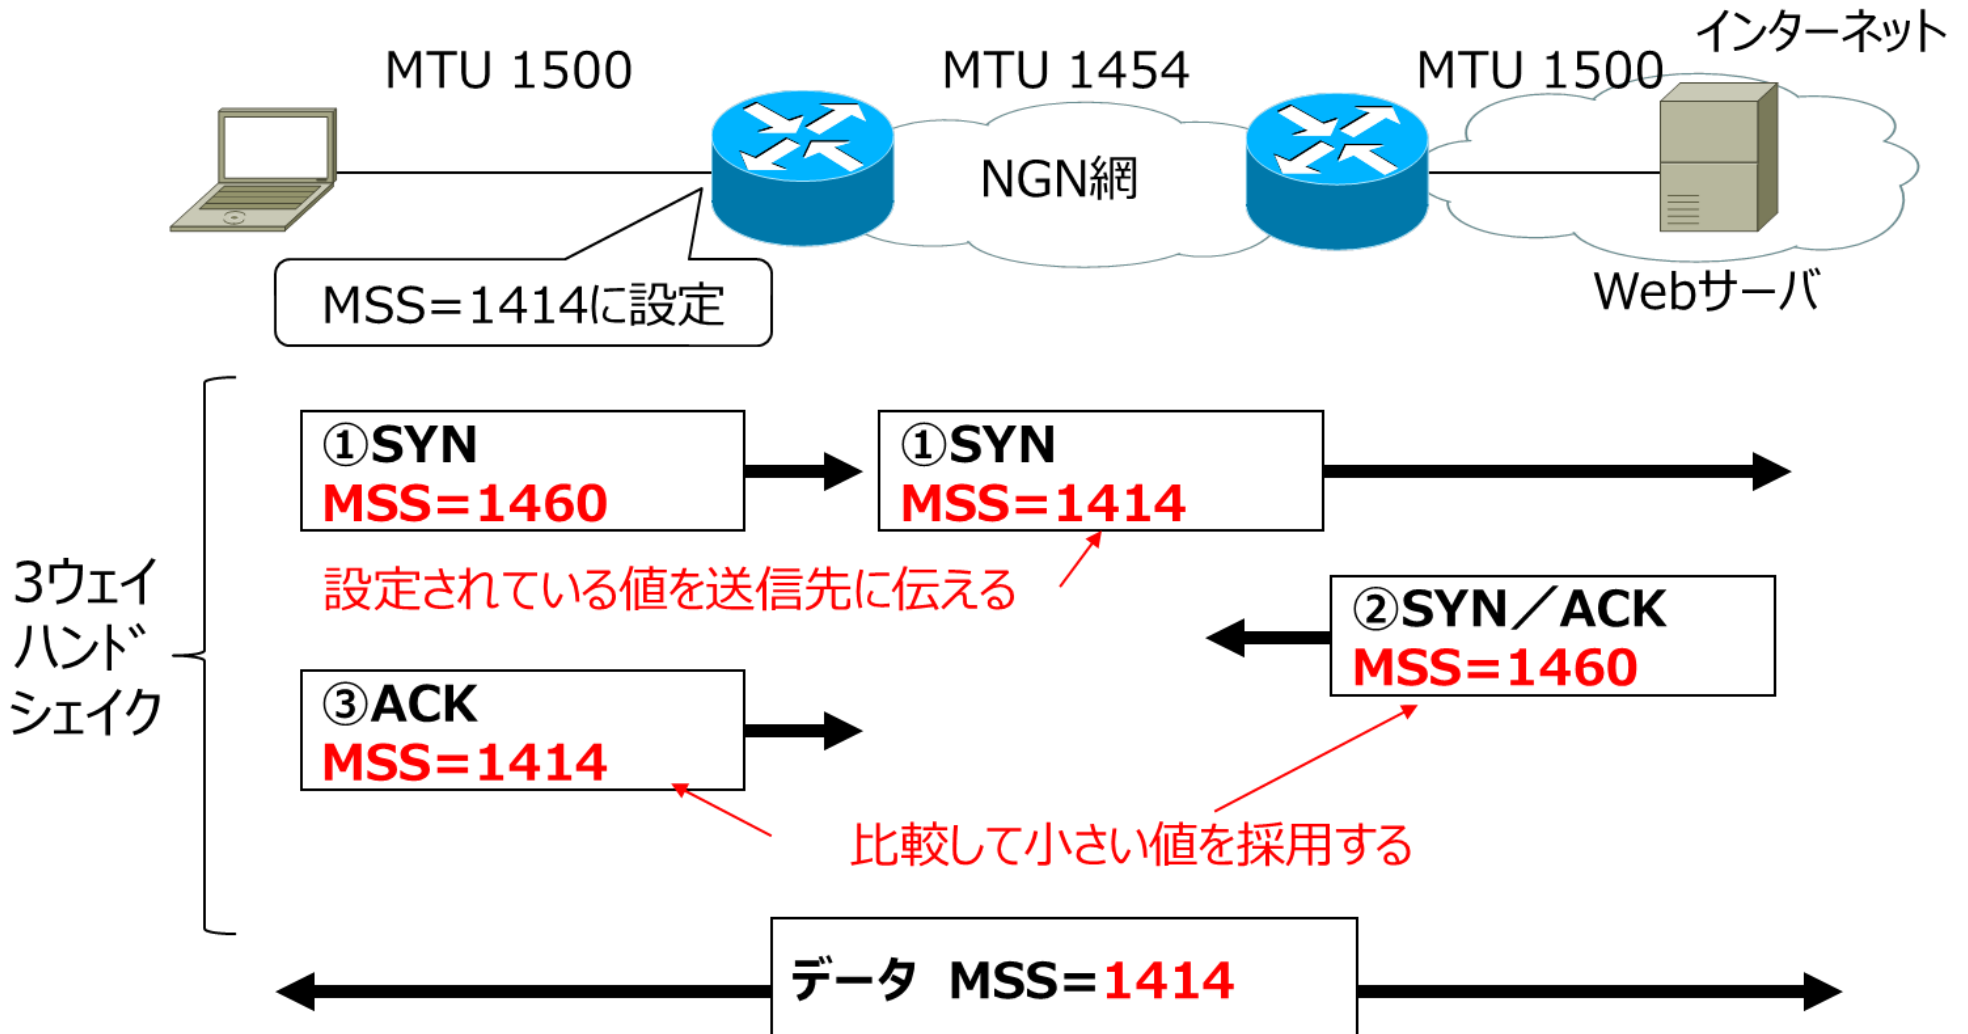 インターネット
MTU 1500
MTU 1454
MTU 1500
NGN網
MSS=1414に設定
Webサーバ
3ウェイ
ハンド
シェイク
①SYN
MSS=1460
①SYN
MSS=1414
設定されている値を送信先に伝える
②SYN／ACK
MSS=1460
③ACK
MSS=1414
比較して小さい値を採用する
データ MSS=1414